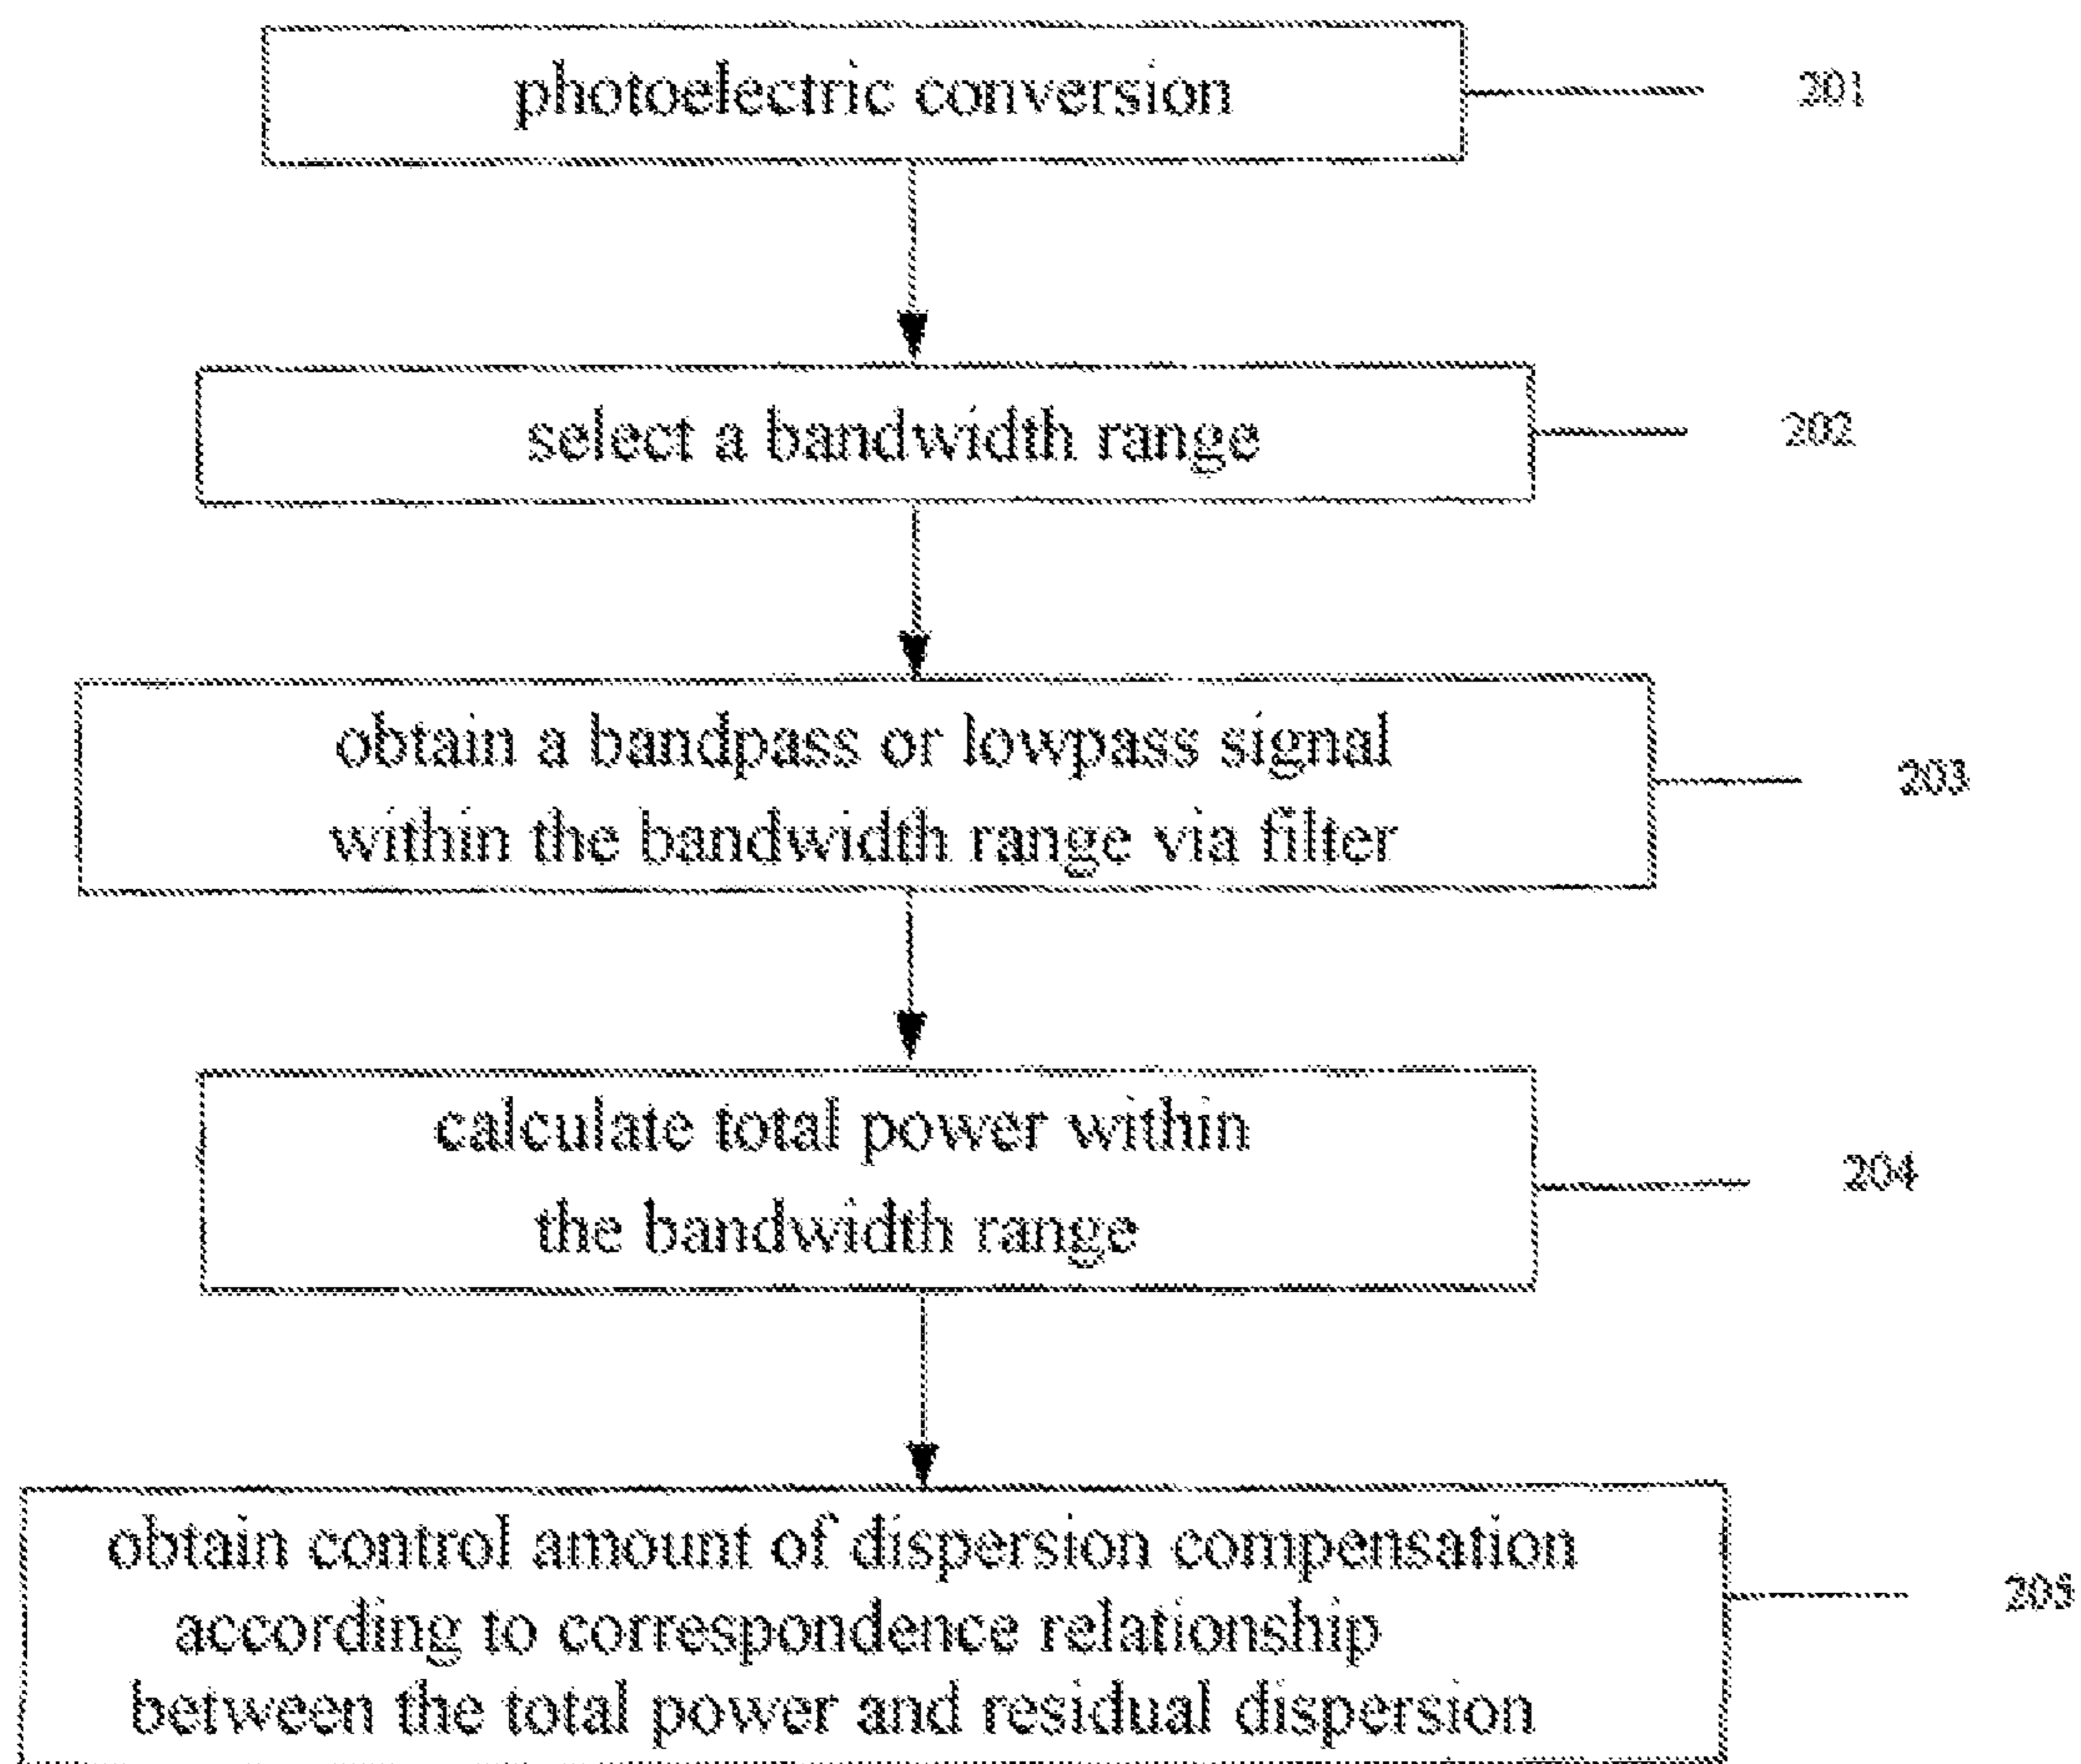 photoelectric conversion
201
select a bandwidth range
202
obtain a bandpass or lowpass signal
within the bandwidth range via filter
203
calculate total power within
the bandwidth range
204
obtain control amount of dispersion compensation
according to correspondence relationship
between the total power and residual dispersion
205